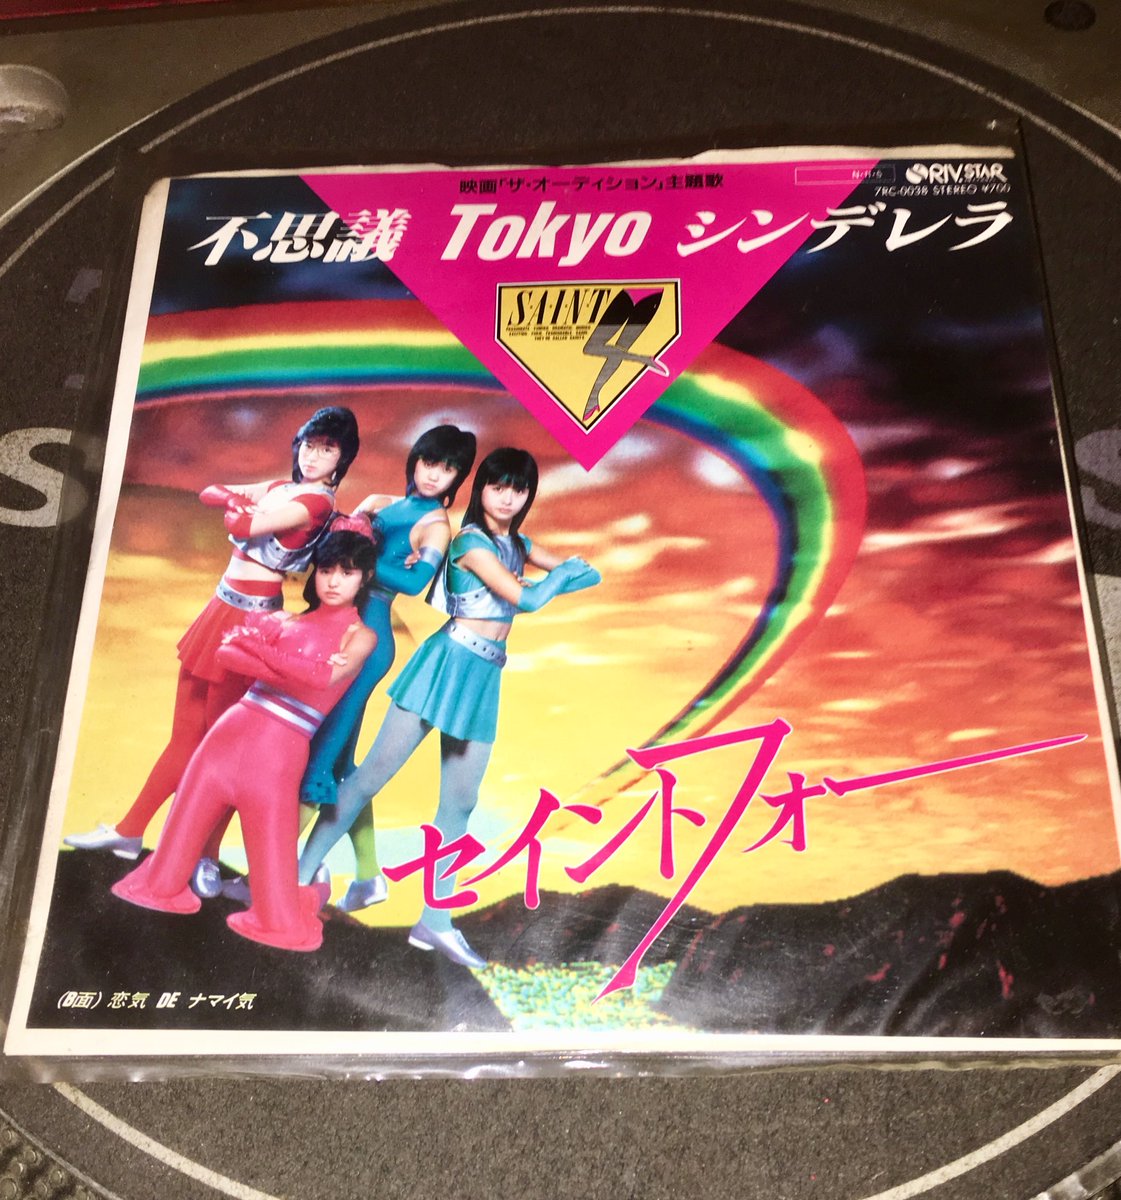 映画「ザ・オーディション」主題歌
RIV.STAR
7RC-0038 STEREO ¥700
不思議 Tokyo シンデレラ
S・A・I・N・T
セイントフォー
(B面) 恋気 DE ナマイ気
S
S